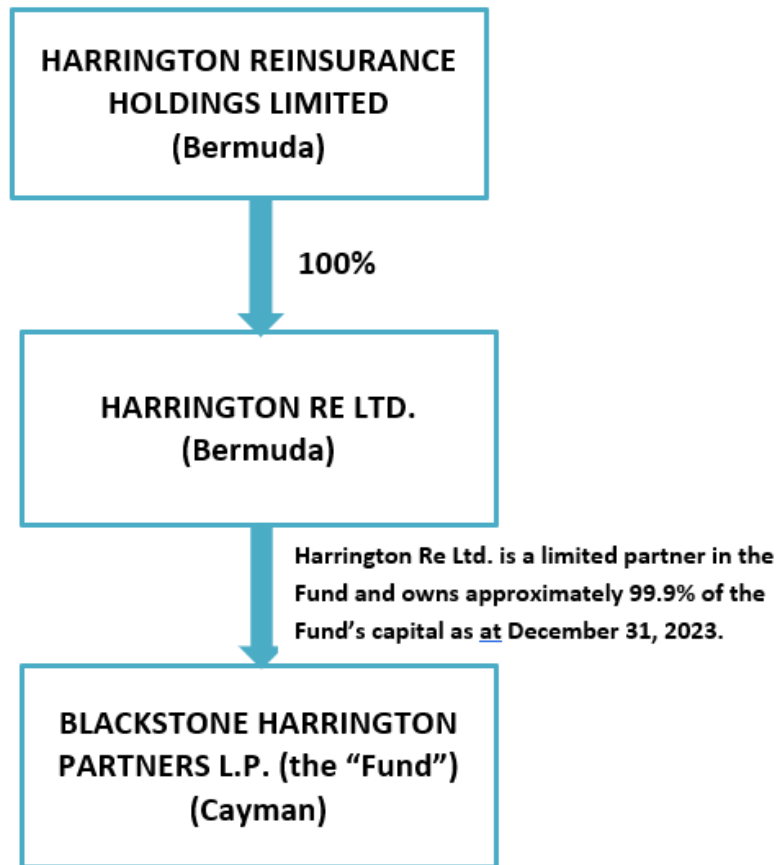 HARRINGTON REINSURANCE
HOLDINGS LIMITED
(Bermuda)
100%
HARRINGTON RE LTD.
(Bermuda)
Harrington Re Ltd. is a limited partner in the
Fund and owns approximately 99.9% of the
Fund’s capital as at December 31, 2023.
BLACKSTONE HARRINGTON
PARTNERS L.P. (the “Fund”)
(Cayman)